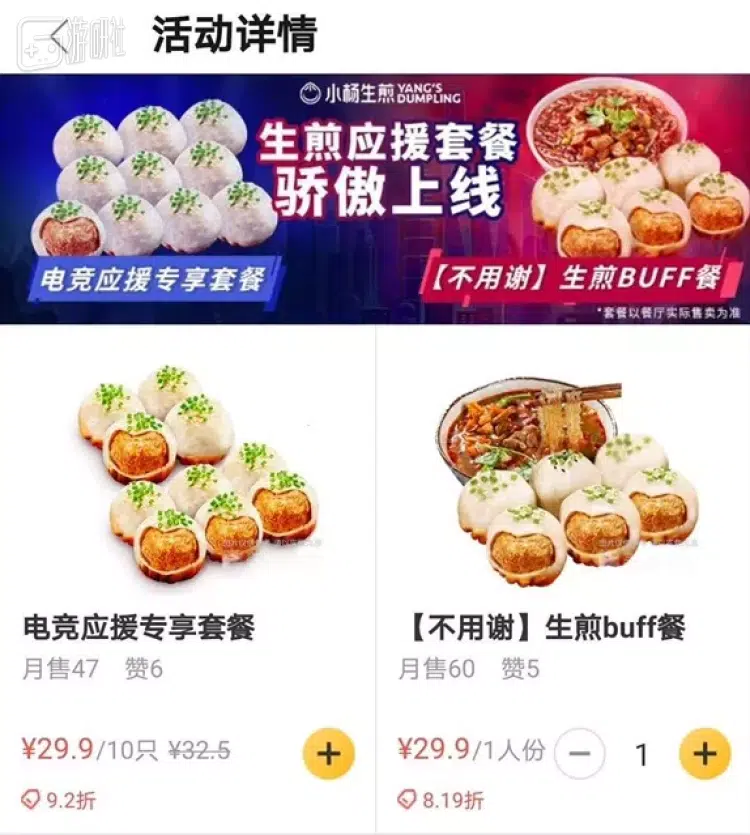 游研社
活动详情
小杨生煎 YANG'S DUMPLING
生煎应援套餐
骄傲上线
电竞应援专享套餐
【不用谢】生煎BUFF餐
*套餐以餐厅实际售卖为准
电竞应援专享套餐
月售47 赞6
¥29.9/10只 ¥32.5
+
9.2折
【不用谢】生煎buff餐
月售60 赞5
¥29.9/1人份
− 1 +
8.19折